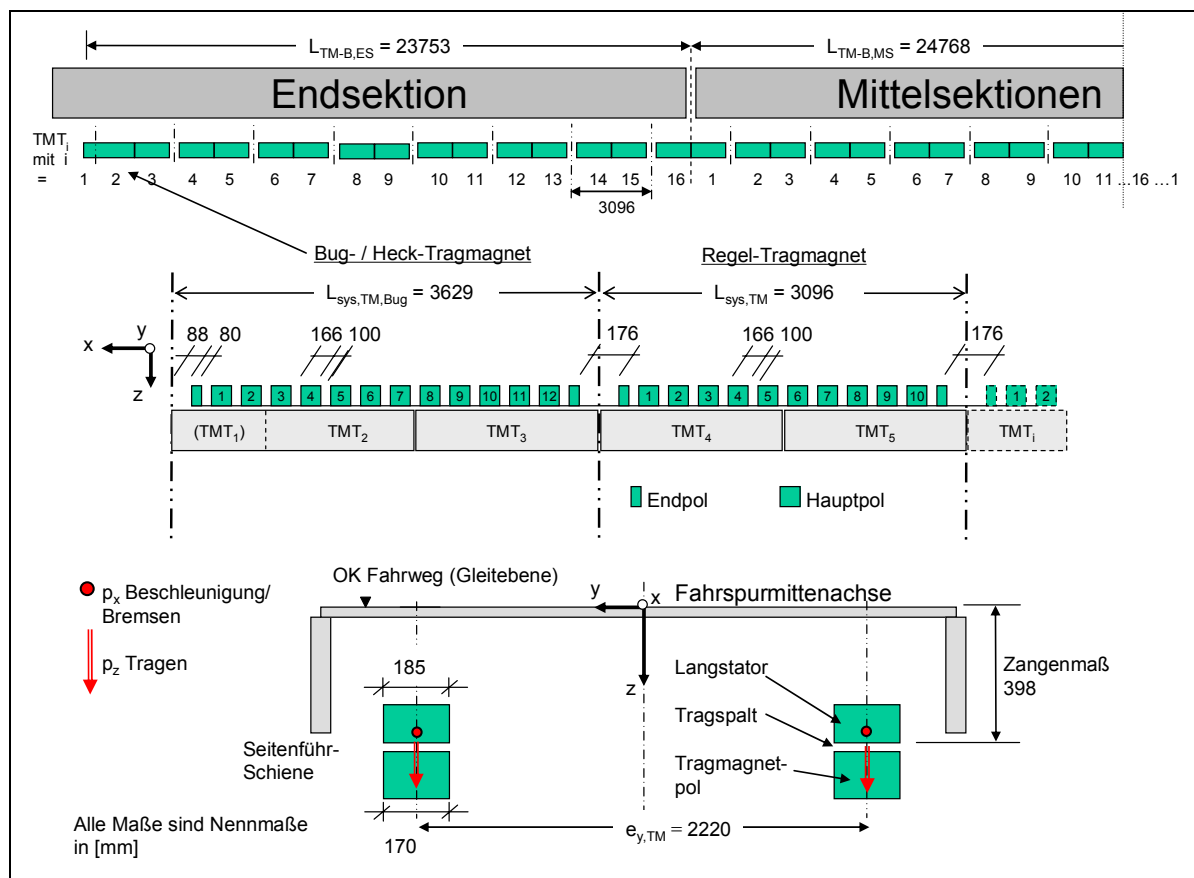 L_TM-B,ES = 23753 L_TM-B,MS = 24768
Endsektion Mittelsektionen
TMT_i
mit i
=
1 2 3 4 5 6 7 8 9 10 11 12 13 14 15 16 1 2 3 4 5 6 7 8 9 10 11 ...16 ...1
3096
Bug- / Heck-Tragmagnet Regel-Tragmagnet
L_sys,TM,Bug = 3629 L_sys,TM = 3096
88 80 166 100 176 166 100 176
x y z
1 2 3 4 5 6 7 8 9 10 11 12 1 2 3 4 5 6 7 8 9 10 1 2
(TMT_1) TMT_2 TMT_3 TMT_4 TMT_5 TMT_i
Endpol Hauptpol
OK Fahrweg (Gleitebene)
y x Fahrspurmittenachse
z
p_x Beschleunigung/
Bremsen
p_z Tragen
185
Langstator
Zangenmaß
398
Tragspalt
Seitenführ-
Schiene
Tragmagnet-
pol
Alle Maße sind Nennmaße
in [mm]
170
e_y,TM = 2220